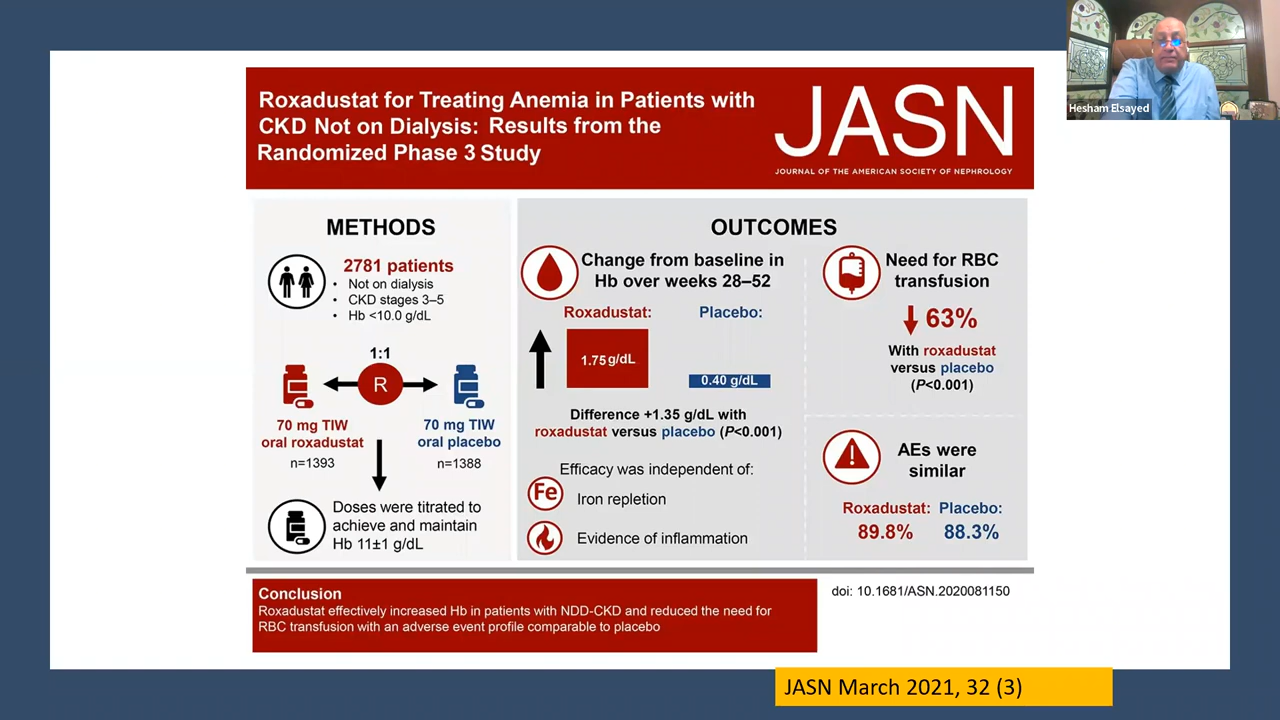 Hesham Elsayed
Roxadustat for Treating Anemia in Patients with
CKD Not on Dialysis: Results from the
Randomized Phase 3 Study
JASN
JOURNAL OF THE AMERICAN SOCIETY OF NEPHROLOGY
METHODS
2781 patients
• Not on dialysis
• CKD stages 3–5
• Hb <10.0 g/dL
1:1
R
70 mg TIW
oral roxadustat
n=1393
70 mg TIW
oral placebo
n=1388
Doses were titrated to
achieve and maintain
Hb 11±1 g/dL
OUTCOMES
Change from baseline in
Hb over weeks 28–52
Roxadustat: Placebo:
1.75 g/dL
0.40 g/dL
Difference +1.35 g/dL with
roxadustat versus placebo (P<0.001)
Efficacy was independent of:
Fe
Iron repletion
Evidence of inflammation
Need for RBC
transfusion
63%
With roxadustat
versus placebo
(P<0.001)
AEs were
similar
Roxadustat: Placebo:
89.8% 88.3%
Conclusion
Roxadustat effectively increased Hb in patients with NDD-CKD and reduced the need for
RBC transfusion with an adverse event profile comparable to placebo
doi: 10.1681/ASN.2020081150
JASN March 2021, 32 (3)